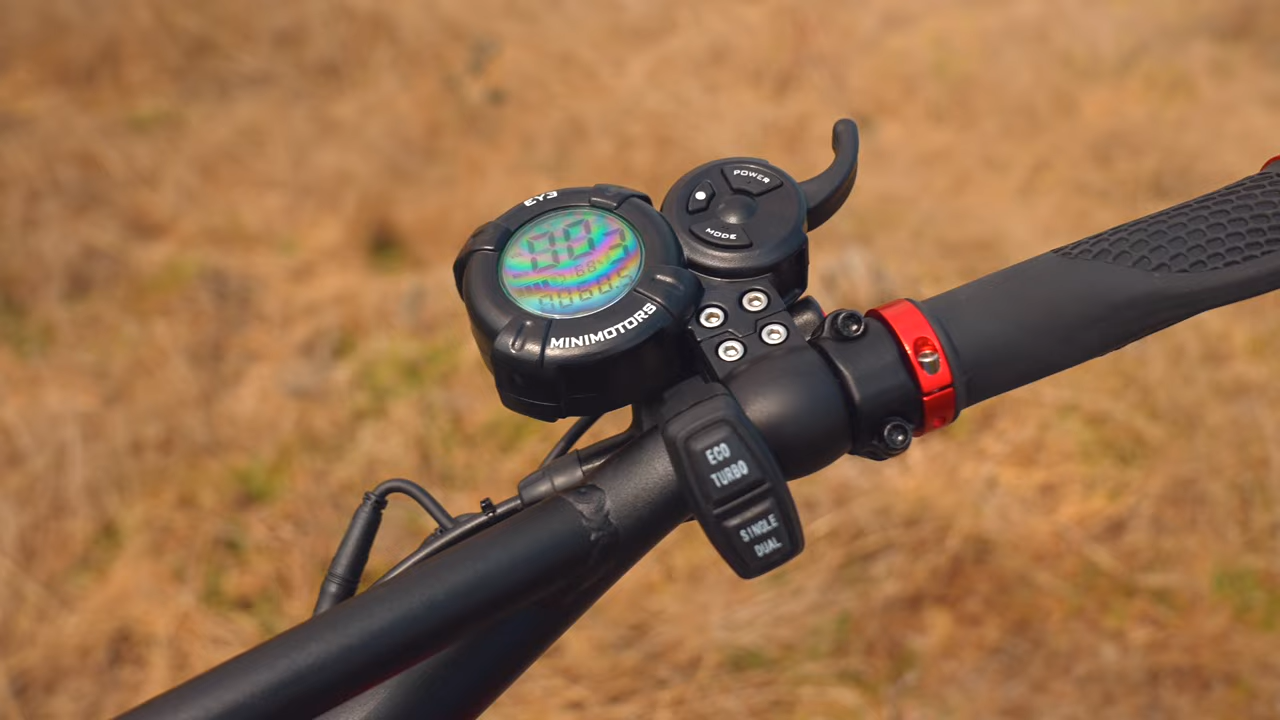 EY3
MINIMOTORS
POWER
MODE
ECO
TURBO
SINGLE
DUAL